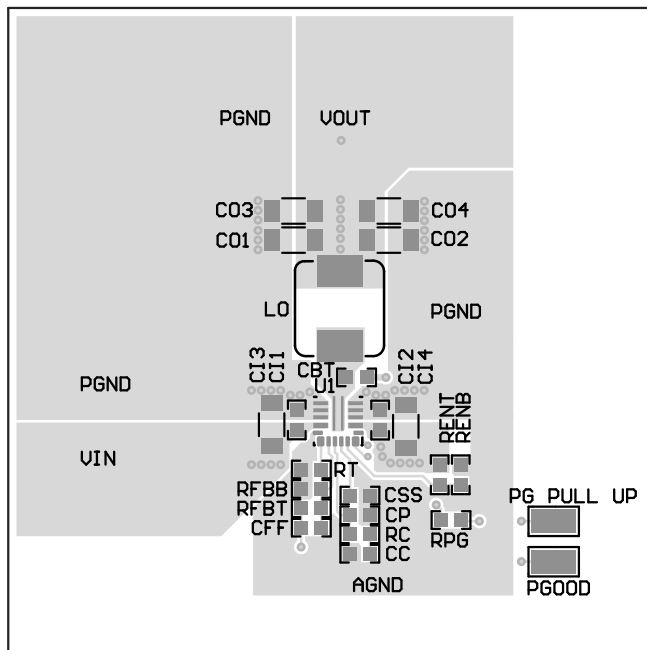 PGND VOUT
CO3 CO4
CO1 CO2
LO
PGND
CBT
U1
CI3
CI1
CI2
CI4
PGND
RENT
RENB
VIN
RT
RFBB CSS
RFBT CP
CFF RC
CC
RPG
PG PULL UP
PGOOD
AGND